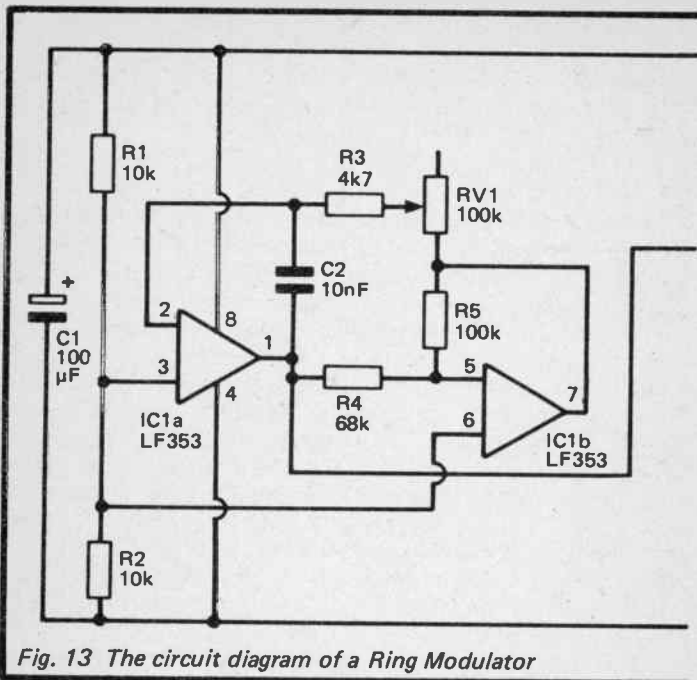 R1
10k
R3
4k7
RV1
100k
+
C1
100
µF
C2
10nF
R5
100k
2
8
1
3
4
IC1a
LF353
R4
68k
5
7
6
IC1b
LF353
R2
10k
Fig. 13 The circuit diagram of a Ring Modulator